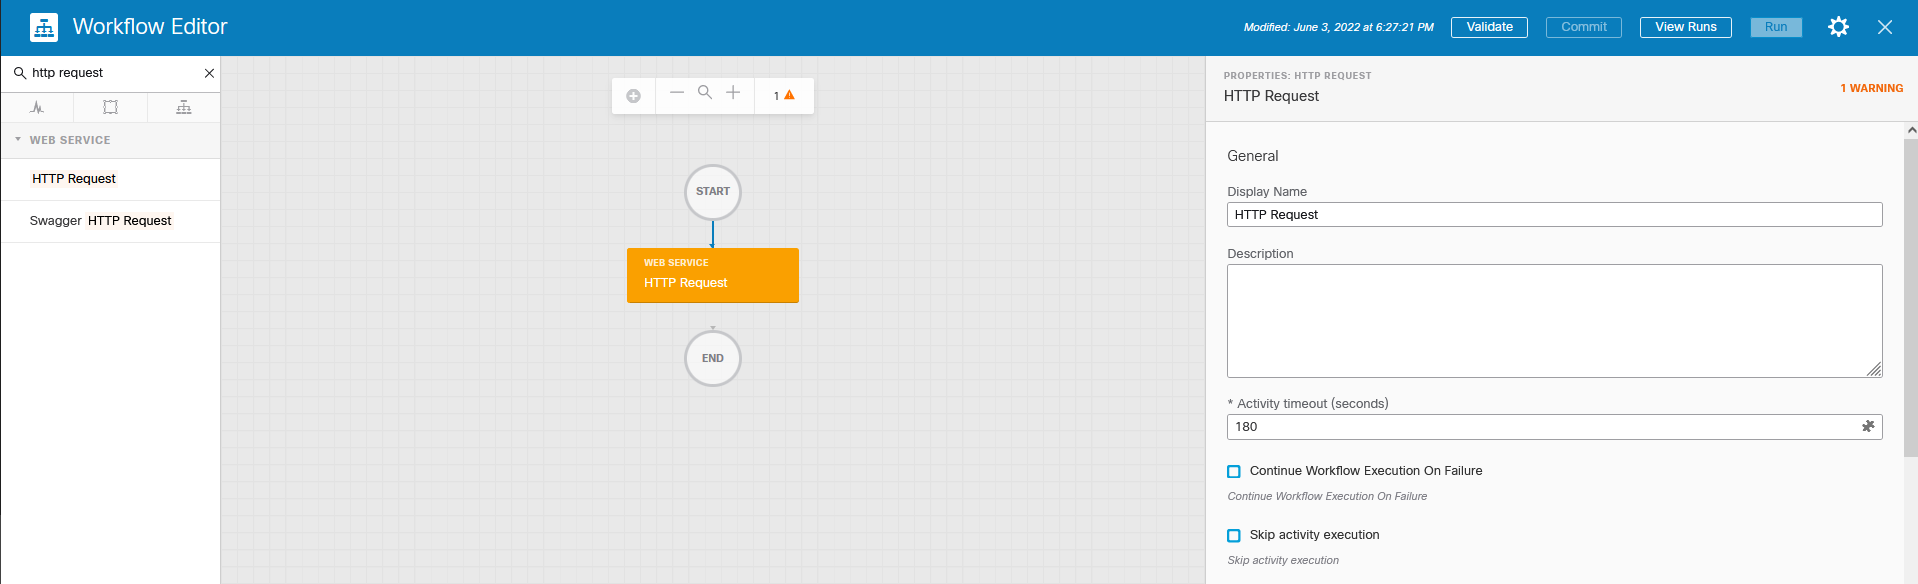 Workflow Editor
Modified: June 3, 2022 at 6:27:21 PM
Validate
Commit
View Runs
Run
http request
WEB SERVICE
HTTP Request
Swagger HTTP Request
1
START
WEB SERVICE
HTTP Request
END
PROPERTIES: HTTP REQUEST
HTTP Request
1 WARNING
General
Display Name
HTTP Request
Description
* Activity timeout (seconds)
180
Continue Workflow Execution On Failure
Continue Workflow Execution On Failure
Skip activity execution
Skip activity execution